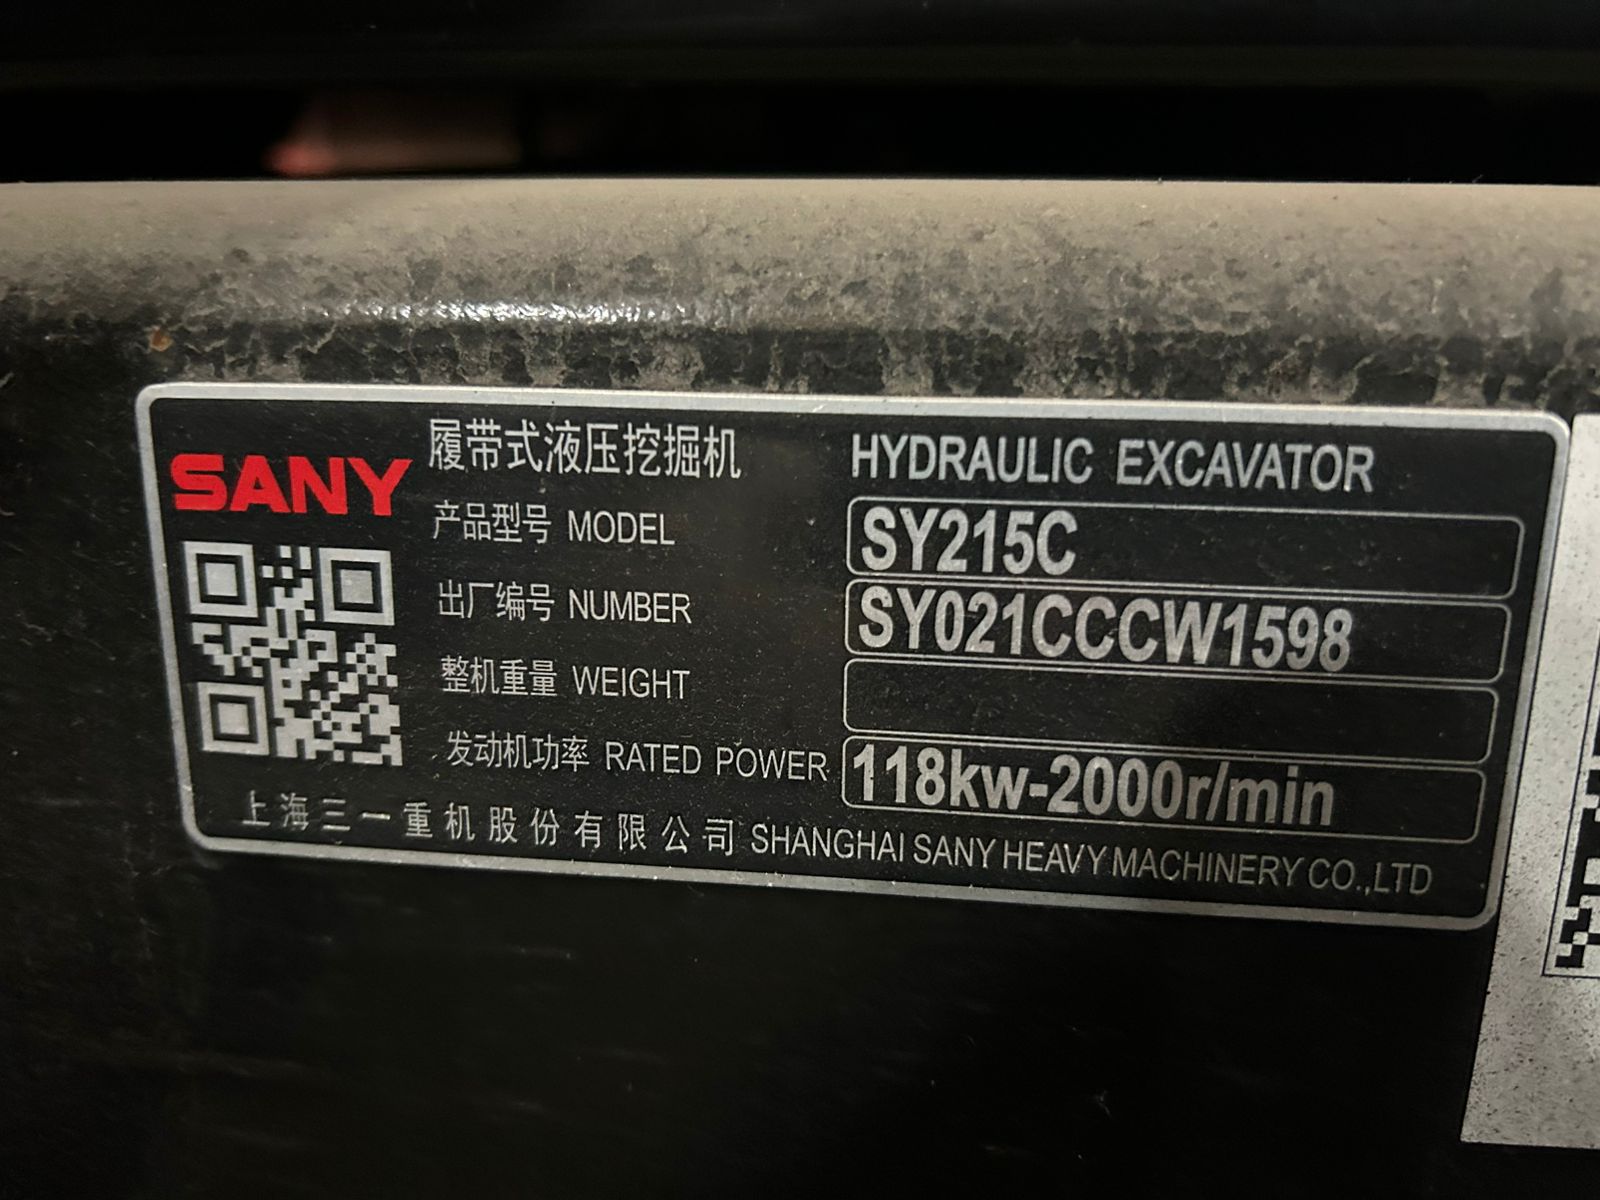 SANY
履带式液压挖掘机 HYDRAULIC EXCAVATOR
产品型号 MODEL SY215C
出厂编号 NUMBER SY021CCCW1598
整机重量 WEIGHT
发动机功率 RATED POWER 118kw-2000r/min
上海三一重机股份有限公司 SHANGHAI SANY HEAVY MACHINERY CO.,LTD